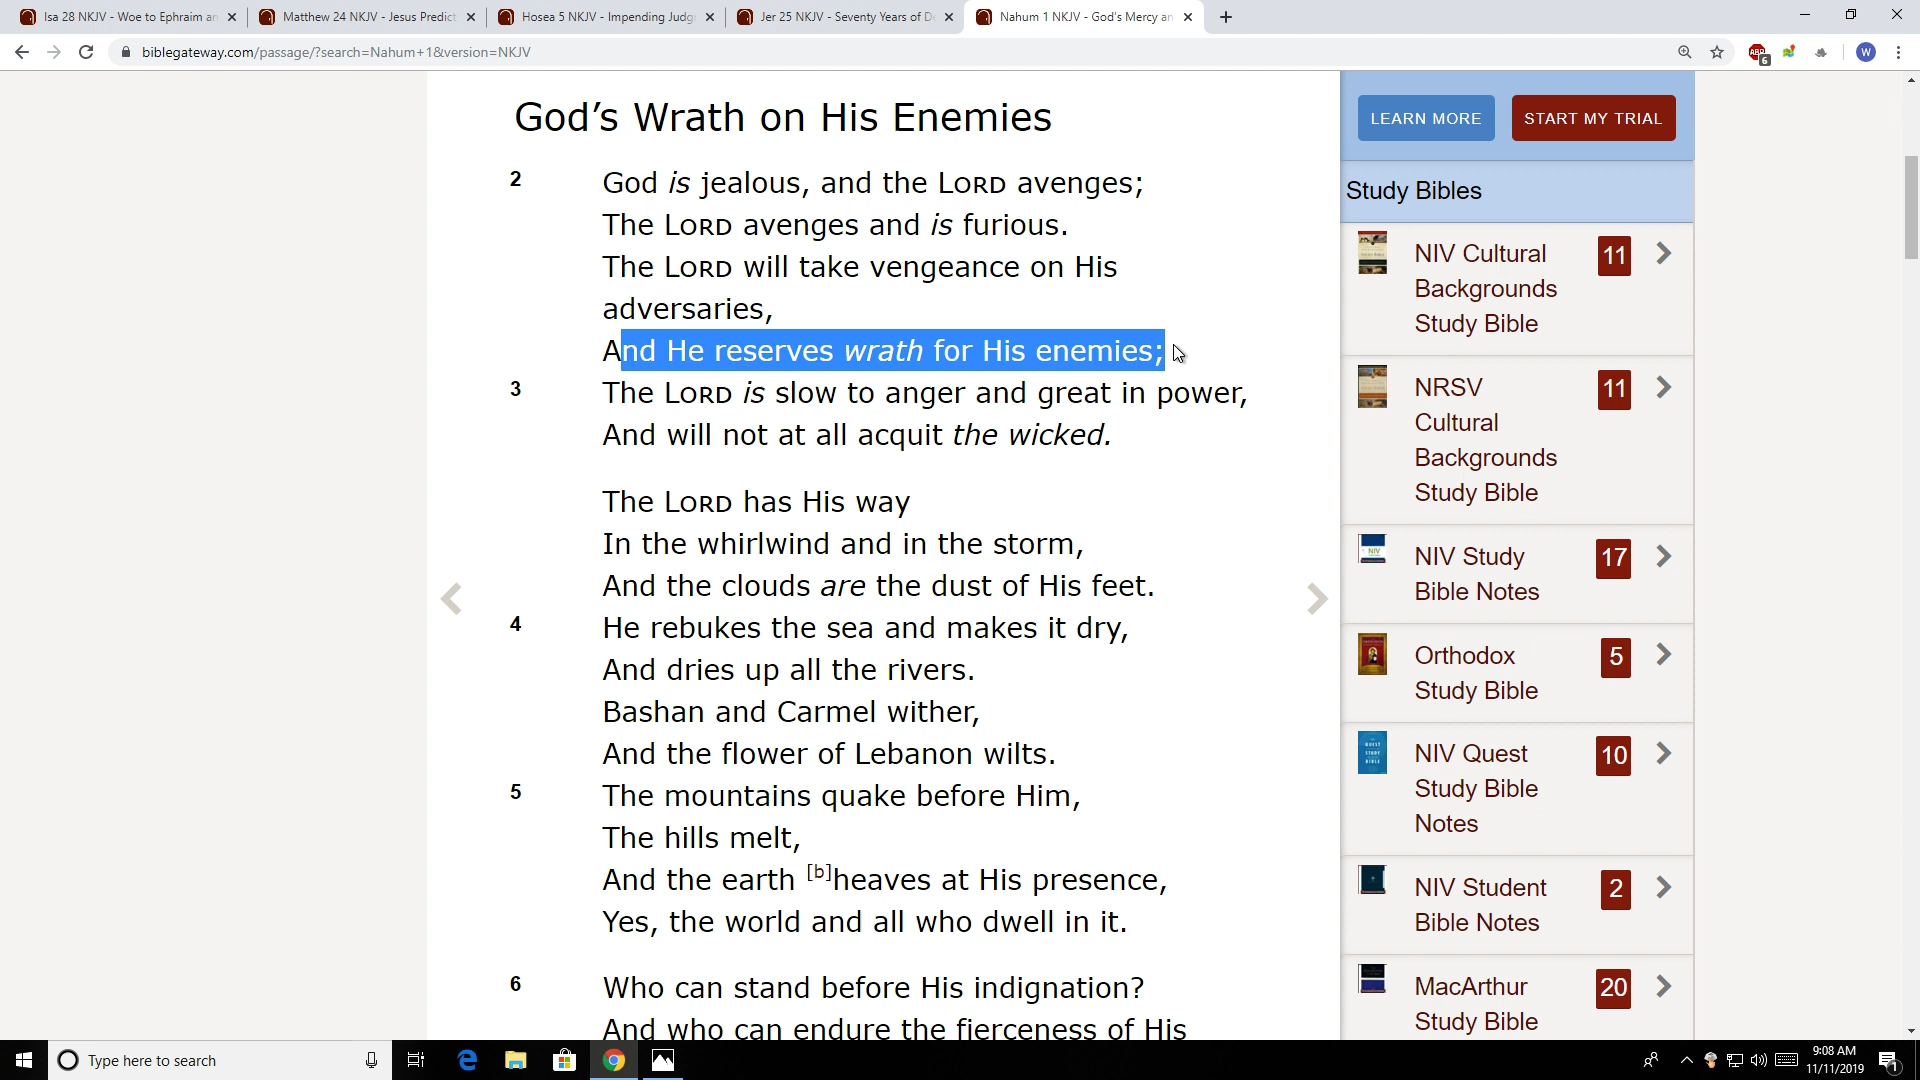 Isa 28 NKJV - Woe to Ephraim an
Matthew 24 NKJV - Jesus Predict
Hosea 5 NKJV - Impending Judg
Jer 25 NKJV - Seventy Years of D
Nahum 1 NKJV - God's Mercy an
biblegateway.com/passage/?search=Nahum+1&version=NKJV
ABP
6
W
God's Wrath on His Enemies
2 God is jealous, and the LORD avenges;
The LORD avenges and is furious.
The LORD will take vengeance on His
adversaries,
And He reserves wrath for His enemies;
3 The LORD is slow to anger and great in power,
And will not at all acquit the wicked.
The LORD has His way
In the whirlwind and in the storm,
And the clouds are the dust of His feet.
4 He rebukes the sea and makes it dry,
And dries up all the rivers.
Bashan and Carmel wither,
And the flower of Lebanon wilts.
5 The mountains quake before Him,
The hills melt,
And the earth [b]heaves at His presence,
Yes, the world and all who dwell in it.
6 Who can stand before His indignation?
And who can endure the fierceness of His
LEARN MORE
START MY TRIAL
Study Bibles
NIV Cultural 11
Backgrounds
Study Bible
NRSV 11
Cultural
Backgrounds
Study Bible
NIV Study 17
Bible Notes
Orthodox 5
Study Bible
NIV Quest 10
Study Bible
Notes
NIV Student 2
Bible Notes
MacArthur 20
Study Bible
Type here to search
9:08 AM
11/11/2019
1